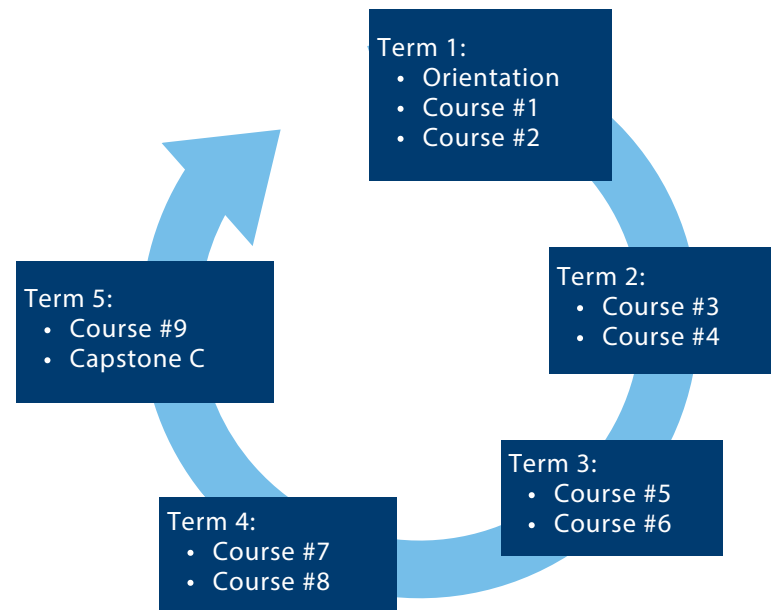 Term 1:
• Orientation
• Course #1
• Course #2
Term 2:
• Course #3
• Course #4
Term 3:
• Course #5
• Course #6
Term 4:
• Course #7
• Course #8
Term 5:
• Course #9
• Capstone C